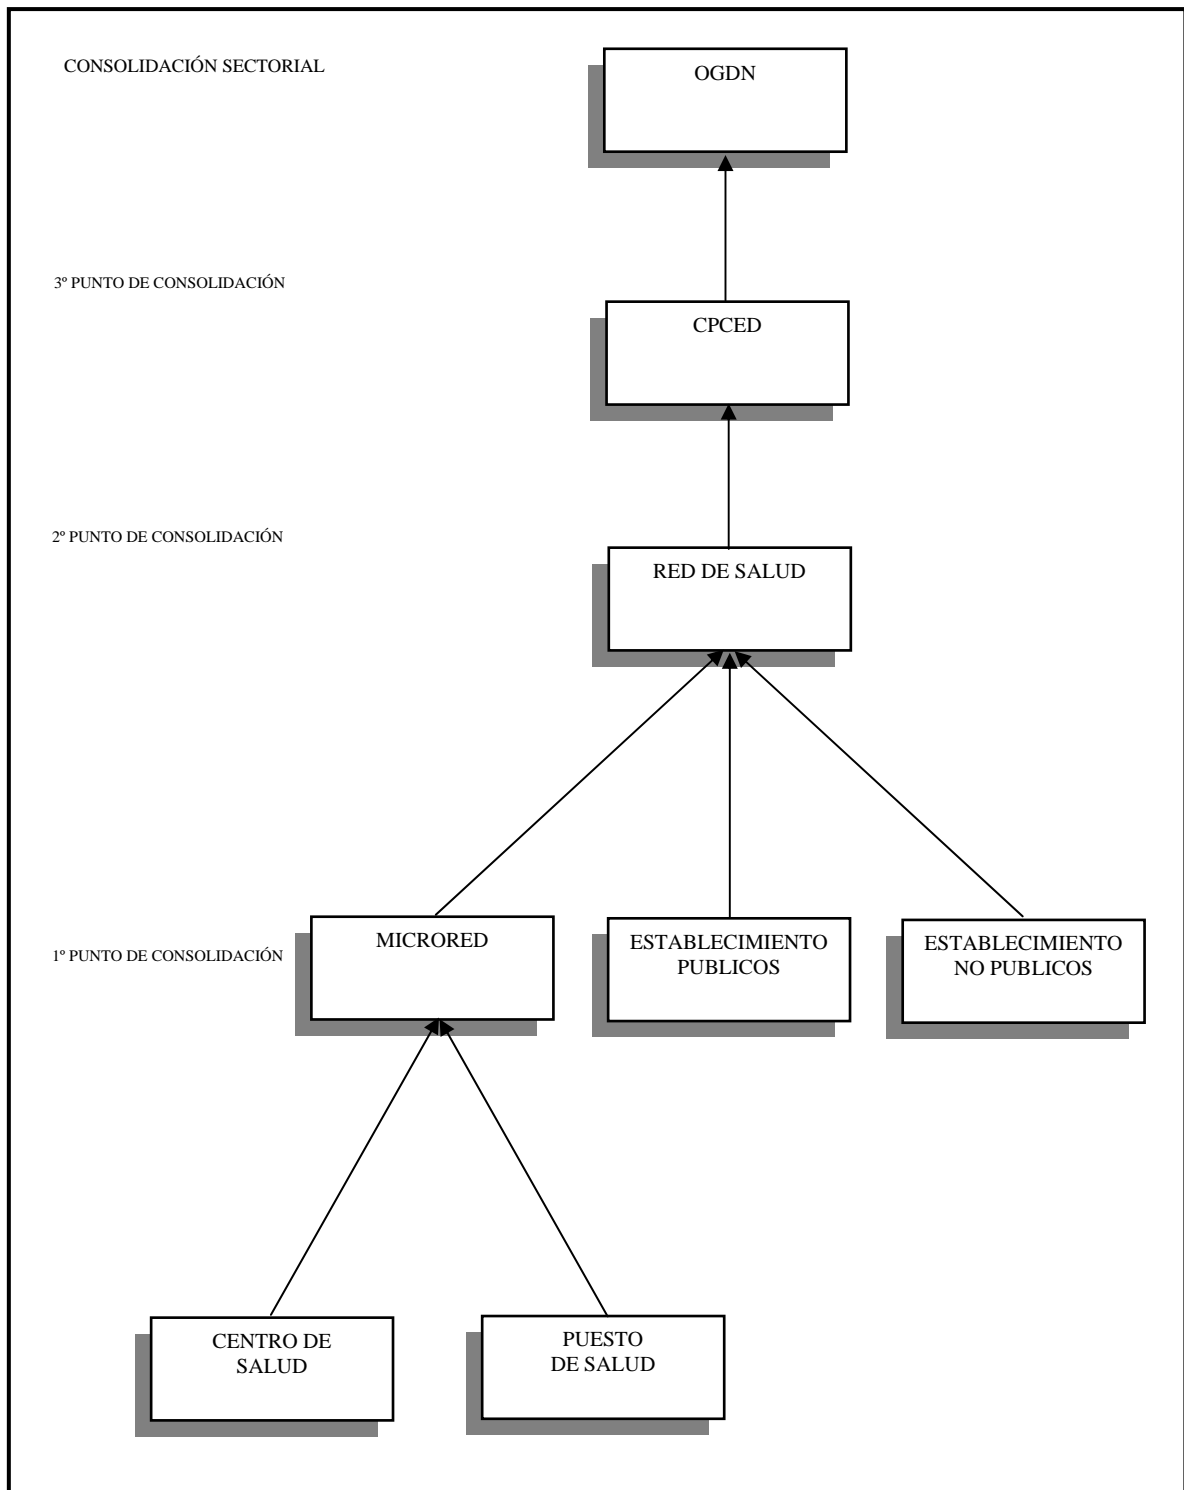 CONSOLIDACIÓN SECTORIAL
OGDN
3º PUNTO DE CONSOLIDACIÓN
CPCED
2º PUNTO DE CONSOLIDACIÓN
RED DE SALUD
1º PUNTO DE CONSOLIDACIÓN
MICRORED
ESTABLECIMIENTO
PUBLICOS
ESTABLECIMIENTO
NO PUBLICOS
CENTRO DE
SALUD
PUESTO
DE SALUD